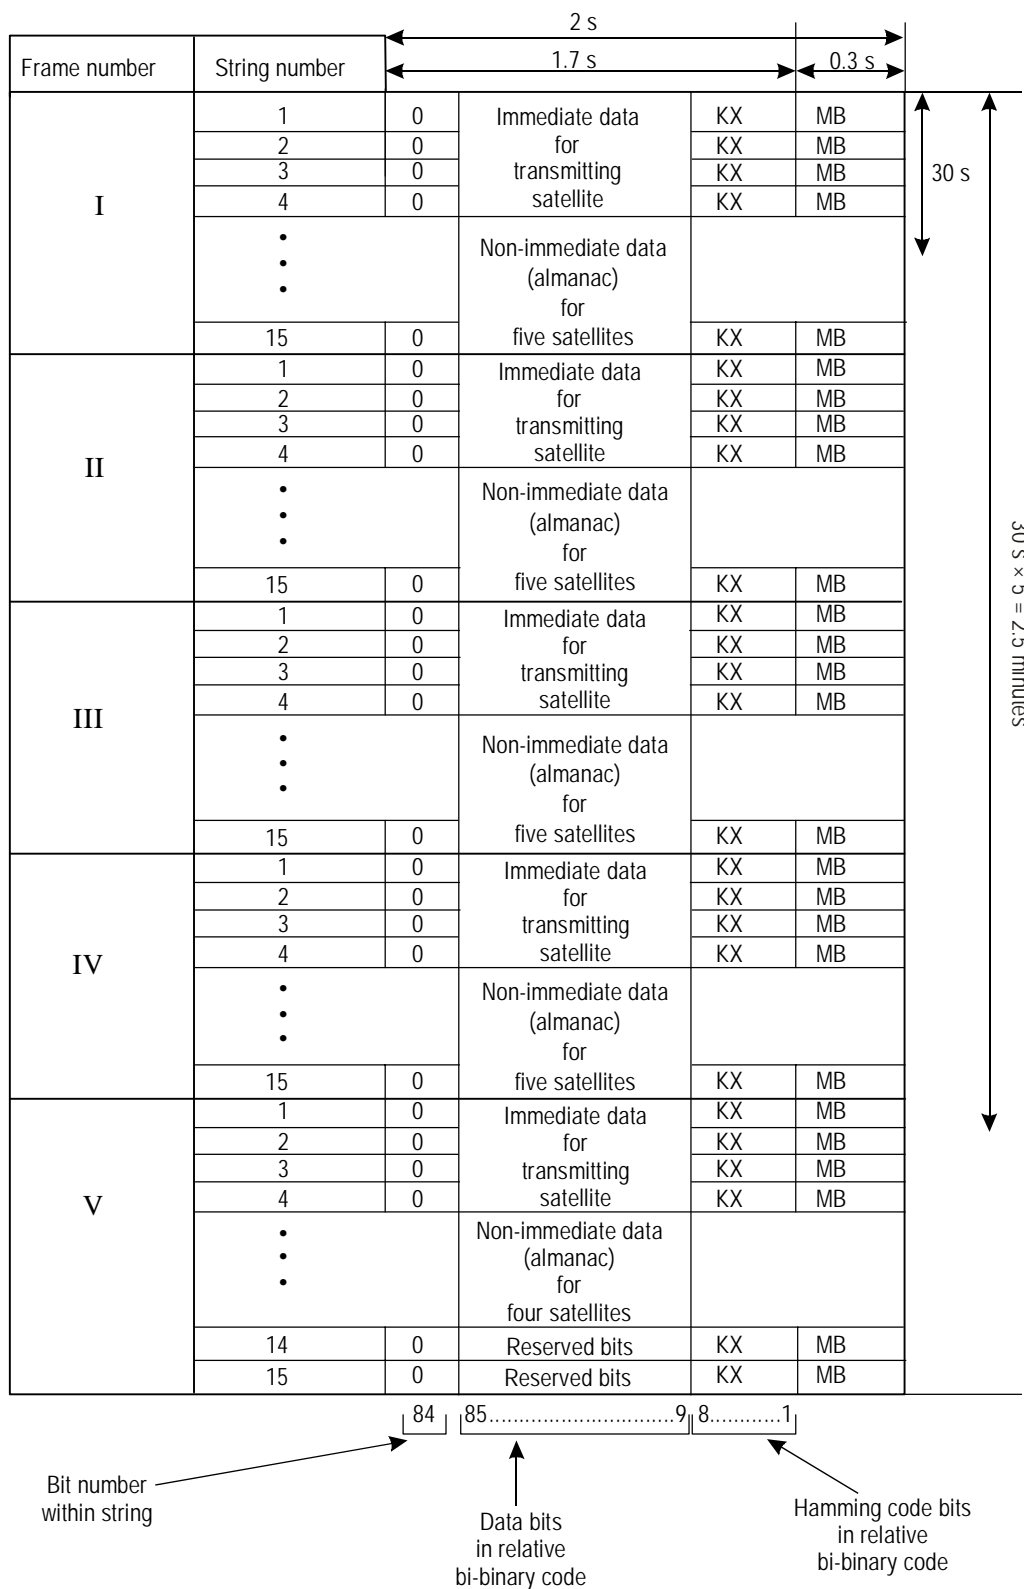 2 s
Frame number String number 1.7 s 0.3 s
1 0 Immediate data KX MB
2 0 for KX MB
3 0 transmitting KX MB 30 s
I 4 0 satellite KX MB
• Non-immediate data
• (almanac)
• for
15 0 five satellites KX MB
1 0 Immediate data KX MB
2 0 for KX MB
3 0 transmitting KX MB
II 4 0 satellite KX MB
• Non-immediate data
• (almanac)
• for
15 0 five satellites KX MB
30 s × 5 = 2.5 minutes
1 0 Immediate data KX MB
2 0 for KX MB
3 0 transmitting KX MB
III 4 0 satellite KX MB
• Non-immediate data
• (almanac)
• for
15 0 five satellites KX MB
1 0 Immediate data KX MB
2 0 for KX MB
3 0 transmitting KX MB
IV 4 0 satellite KX MB
• Non-immediate data
• (almanac)
• for
15 0 five satellites KX MB
1 0 Immediate data KX MB
2 0 for KX MB
3 0 transmitting KX MB
V 4 0 satellite KX MB
• Non-immediate data
• (almanac)
• for
four satellites
14 0 Reserved bits KX MB
15 0 Reserved bits KX MB
84 85...............................9 8............1
Bit number
within string
Data bits
in relative
bi-binary code
Hamming code bits
in relative
bi-binary code